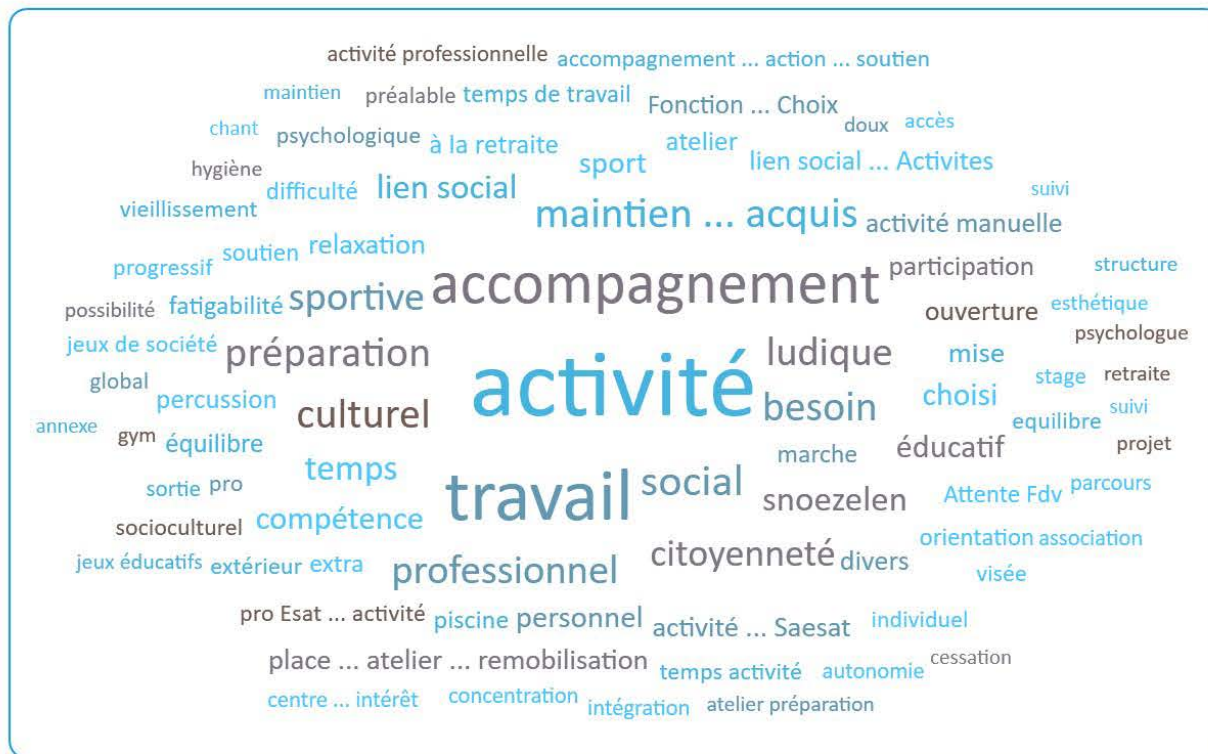 activité professionnelle accompagnement ... action ... soutien
maintien préalable temps de travail Fonction ... Choix
chant psychologique à la retraite sport atelier doux accès
hygiène difficulté lien social lien social ... Activites
vieillissement maintien ... acquis activité manuelle suivi
progressif soutien relaxation participation structure
possibilité fatigabilité sportive accompagnement ouverture esthétique
jeux de société préparation ludique mise psychologue
global percussion culturel activité besoin choisi stage retraite
annexe gym équilibre marche éducatif equilibre suivi projet
sortie pro temps travail social snoezelen Attente Fdv parcours
socioculturel compétence citoyenneté orientation association
jeux éducatifs extérieur extra professionnel divers visée
pro Esat ... activité piscine personnel activité ... Saesat individuel
place ... atelier ... remobilisation temps activité autonomie cessation
centre ... intérêt concentration intégration atelier préparation